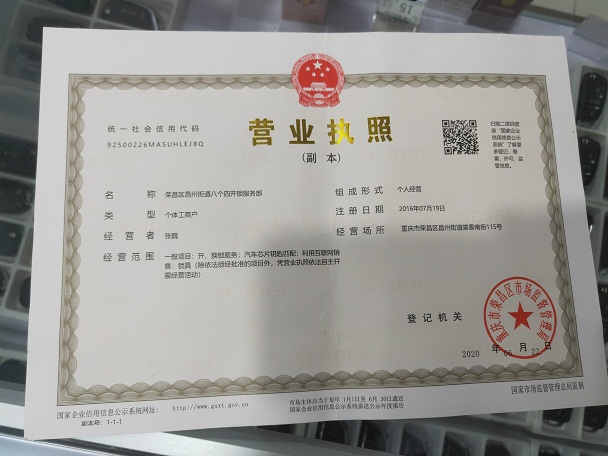 营业执照
(副 本)
统一社会信用代码
92500226MA5UHLEJ8Q
扫描二维码登
录“国家企业
信用信息公示
系统”了解更
多登记、备
案、许可、监
管信息。
名 称 荣昌区昌州街道八个四开锁服务部
类 型 个体工商户
经 营 者 张巍
经 营 范 围 一般项目:开、换锁服务;汽车芯片钥匙匹配;利用互联网销
售:锁具(除依法须经批准的项目外,凭营业执照依法自主开
展经营活动)
组 成 形 式 个人经营
注 册 日 期 2016年07月19日
经 营 场 所 重庆市荣昌区昌州街道棠香南街115号
登 记 机 关
重庆市荣昌区市场监督管理局
2020 年 06 月 22 日
国家企业信用信息公示系统网址: http://www.gsxt.gov.cn
副本号: 1-1-1
市场主体应当于每年 1月1日至 6月 30日通过
国家企业信用信息公示系统报送公示年度报告
国家市场监督管理总局监制